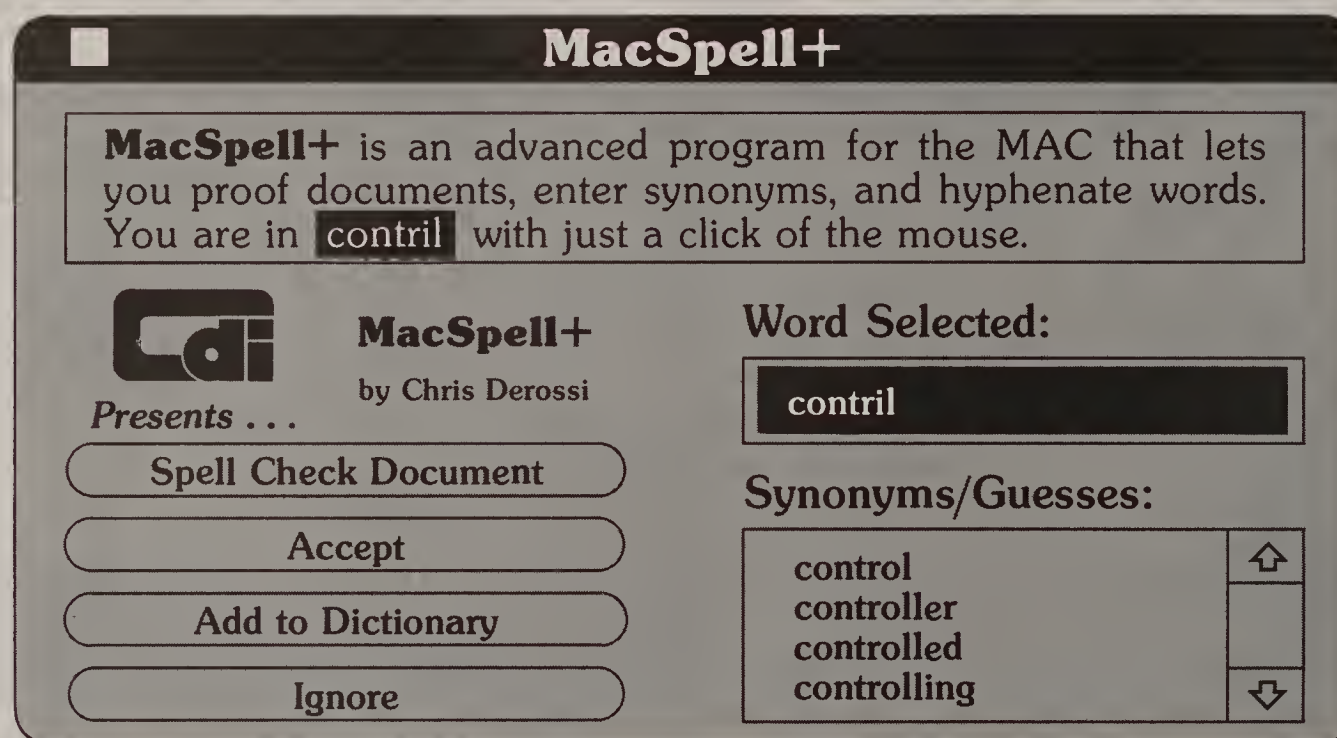 MacSpell+
MacSpell+ is an advanced program for the MAC that lets
you proof documents, enter synonyms, and hyphenate words.
You are in contril with just a click of the mouse.
Cdi
Presents . . .
MacSpell+
by Chris Derossi
Spell Check Document
Accept
Add to Dictionary
Ignore
Word Selected:
contril
Synonyms/Guesses:
control
controller
controlled
controlling